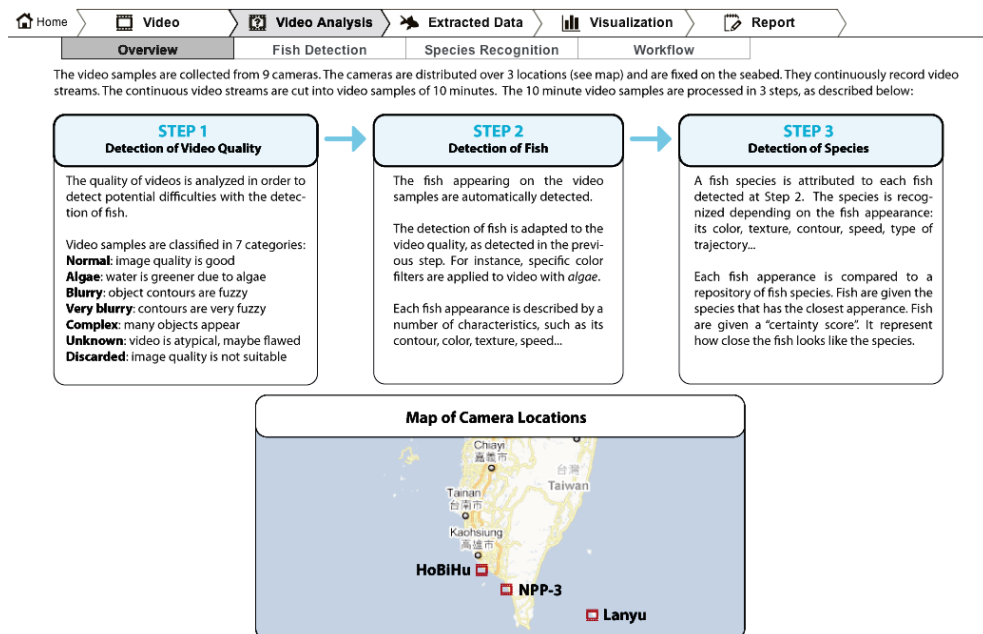 Home Video Video Analysis Extracted Data Visualization Report
Overview Fish Detection Species Recognition Workflow
The video samples are collected from 9 cameras. The cameras are distributed over 3 locations (see map) and are fixed on the seabed. They continuously record video
streams. The continuous video streams are cut into video samples of 10 minutes. The 10 minute video samples are processed in 3 steps, as described below:
STEP 1
Detection of Video Quality
The quality of videos is analyzed in order to
detect potential difficulties with the detec-
tion of fish.
Video samples are classified in 7 categories:
Normal: image quality is good
Algae: water is greener due to algae
Blurry: object contours are fuzzy
Very blurry: contours are very fuzzy
Complex: many objects appear
Unknown: video is atypical, maybe flawed
Discarded: image quality is not suitable
STEP 2
Detection of Fish
The fish appearing on the video
samples are automatically detected.
The detection of fish is adapted to the
video quality, as detected in the previ-
ous step. For instance, specific color
filters are applied to video with algae.
Each fish appearance is described by a
number of characteristics, such as its
contour, color, texture, speed...
STEP 3
Detection of Species
A fish species is attributed to each fish
detected at Step 2. The species is recog-
nized depending on the fish appearance:
its color, texture, contour, speed, type of
trajectory...
Each fish apperance is compared to a
repository of fish species. Fish are given the
species that has the closest apperance. Fish
are given a "certainty score". It represent
how close the fish looks like the species.
Map of Camera Locations
Chiayi
嘉義市
台灣
Taiwan
Tainan
台南市
Kaohsiung
高雄市
HoBiHu
NPP-3
Lanyu